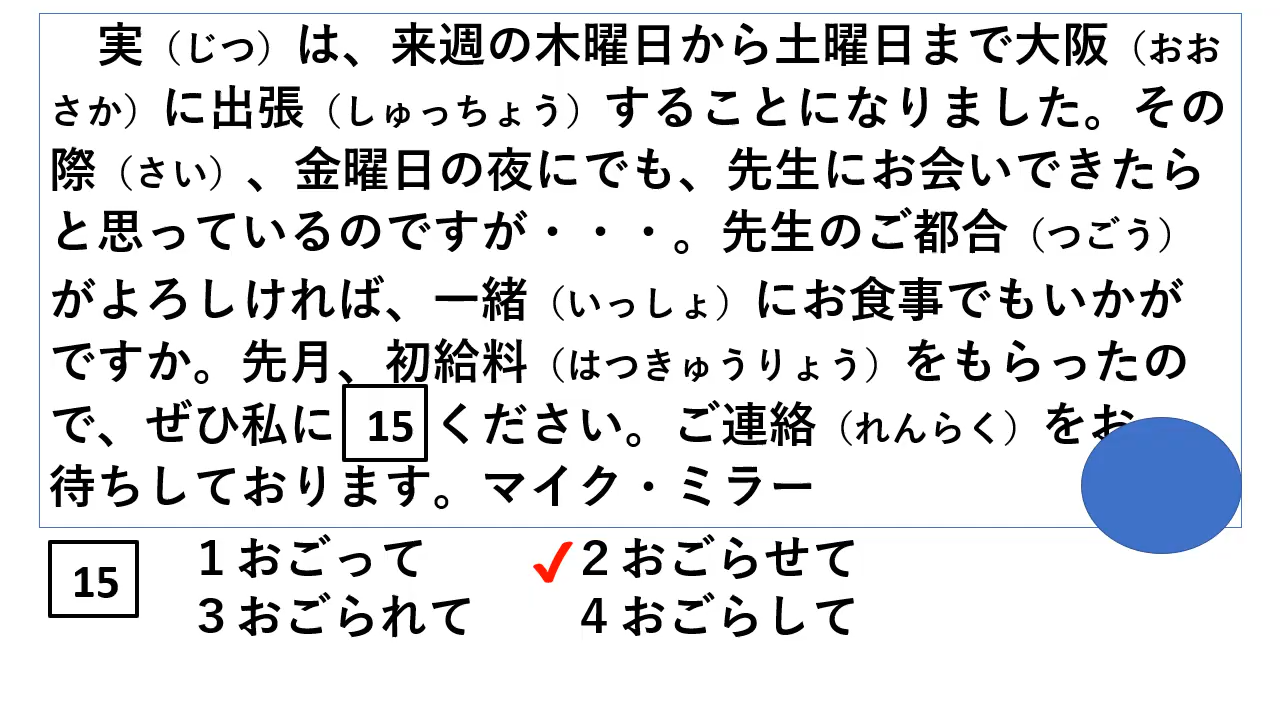 実（じつ）は、来週の木曜日から土曜日まで大阪（おお
さか）に出張（しゅっちょう）することになりました。その
際（さい）、金曜日の夜にでも、先生にお会いできたら
と思っているのですが・・・。先生のご都合（つごう）
がよろしければ、一緒（いっしょ）にお食事でもいかが
ですか。先月、初給料（はつきゅうりょう）をもらったの
で、ぜひ私に 15 ください。ご連絡（れんらく）をお
待ちしております。マイク・ミラー
15 1 おごって 2 おごらせて
3 おごられて 4 おごらして